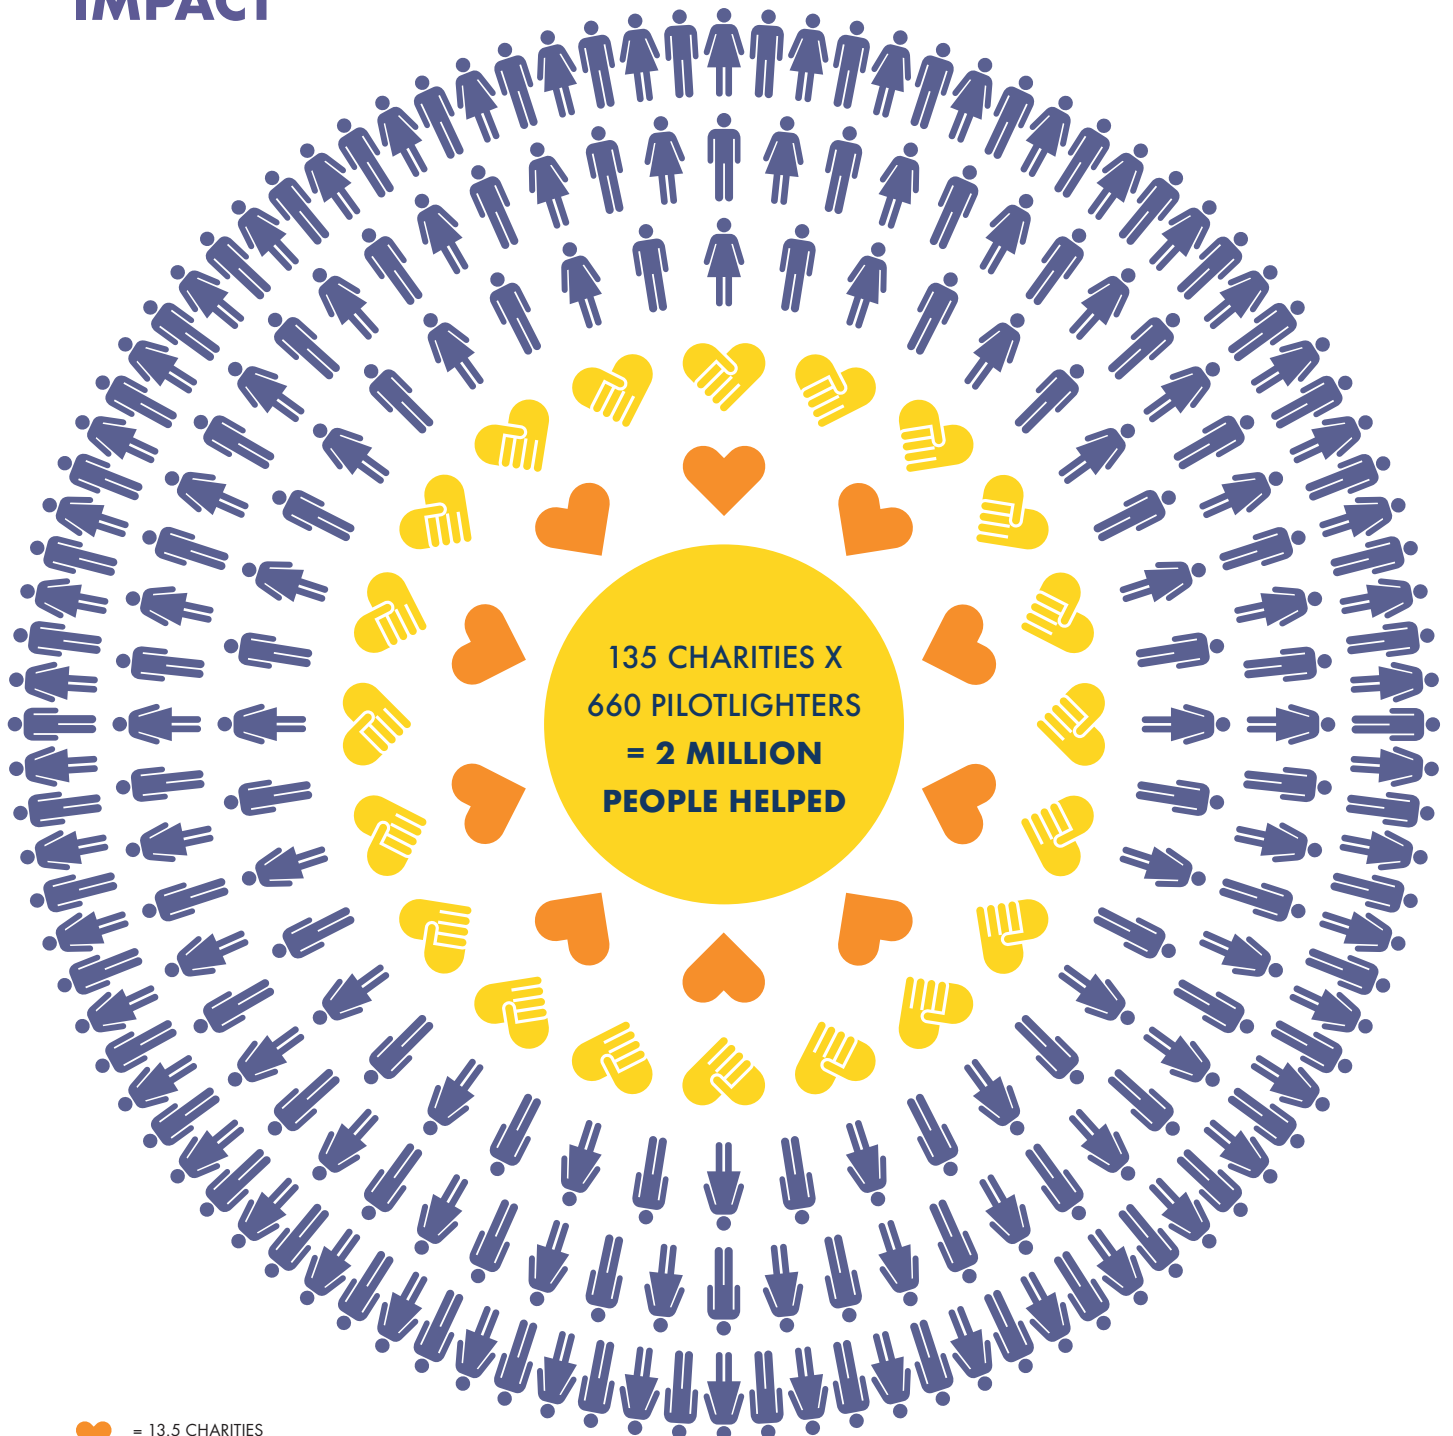 IMPACT
135 CHARITIES X
660 PILOTLIGHTERS
= 2 MILLION
PEOPLE HELPED
= 13.5 CHARITIES